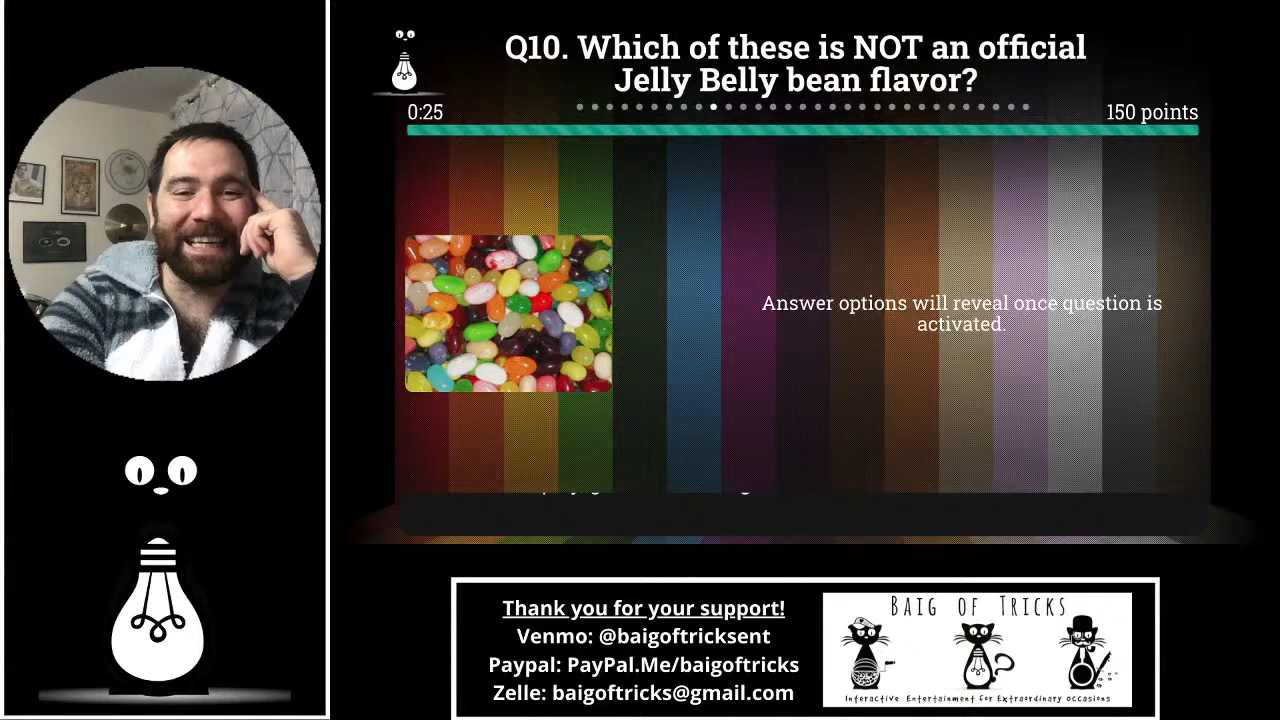 Q10. Which of these is NOT an official
Jelly Belly bean flavor?
0:25
150 points
Answer options will reveal once question is
activated.
Thank you for your support!
Venmo: @baigoftricksent
Paypal: PayPal.Me/baigoftricks
Zelle: baigoftricks@gmail.com
BAIG OF TRICKS
Interactive Entertainment for Extraordinary occasions